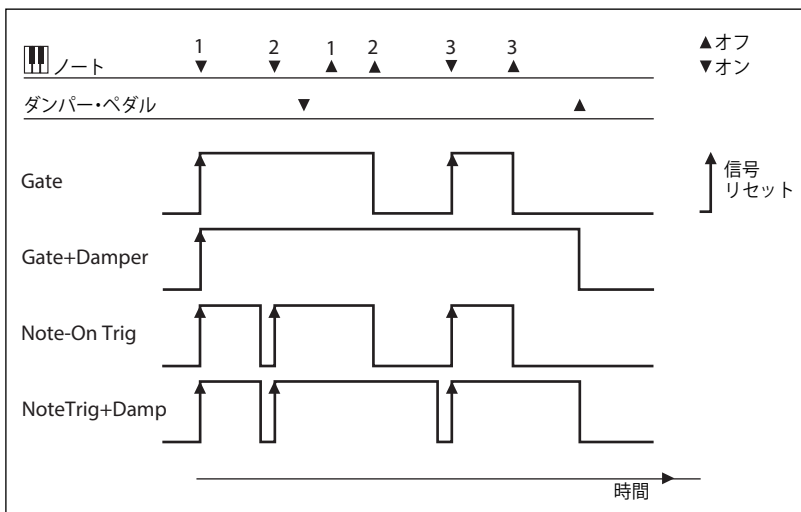 1 2 1 2 3 3
▲オフ
ノート ▼ ▼ ▲ ▲ ▼ ▲
▼オン
ダンパー・ペダル ▼ ▲
Gate
信号
リセット
Gate+Damper
Note-On Trig
NoteTrig+Damp
時間